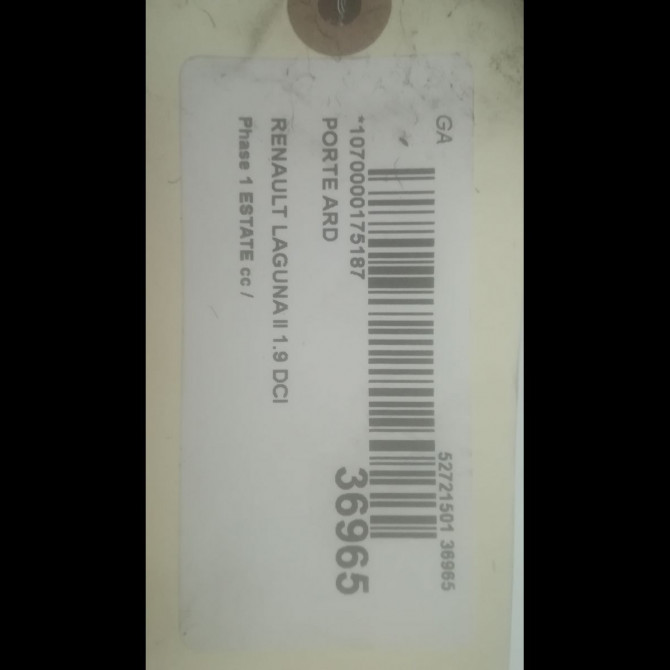 GA 52721501 36965
*1070000175187
PORTE ARD 36965
RENAULT LAGUNA II 1.9 DCI
Phase 1 ESTATE cc /